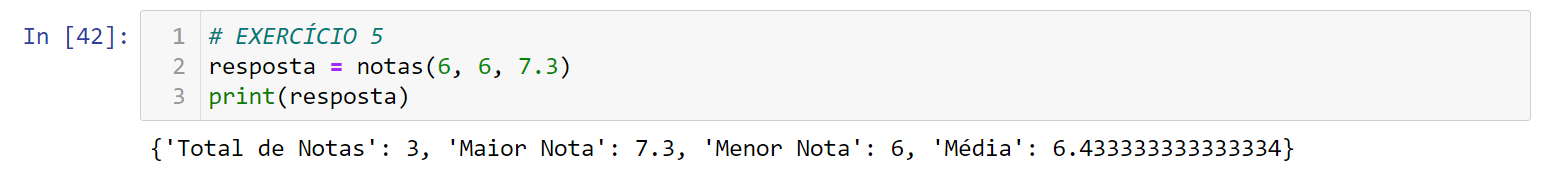 In [42]:
1 # EXERCÍCIO 5
2 resposta = notas(6, 6, 7.3)
3 print(resposta)
{'Total de Notas': 3, 'Maior Nota': 7.3, 'Menor Nota': 6, 'Média': 6.433333333333334}